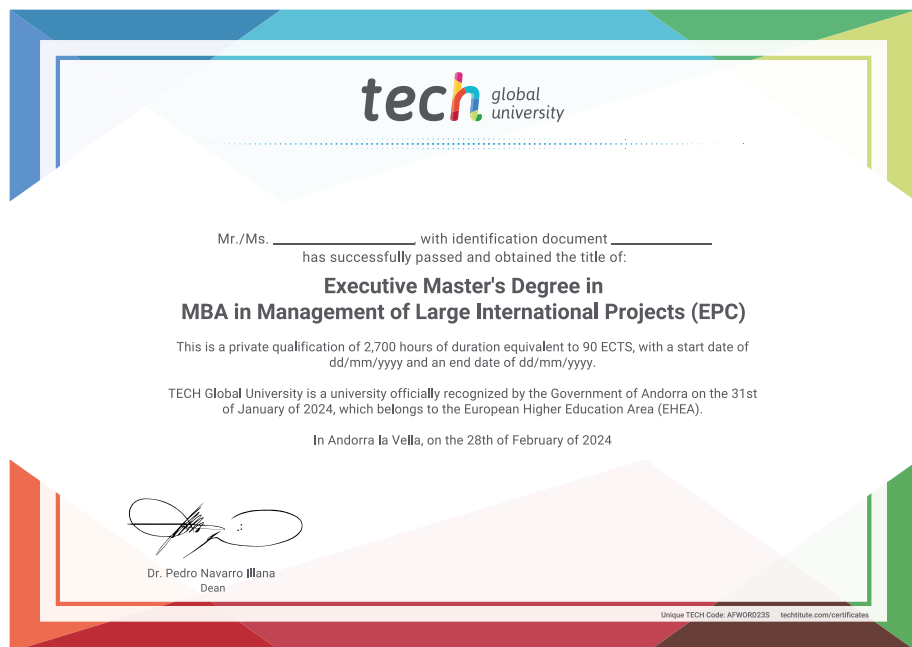 tech global
university
Mr./Ms. ____________, with identification document ____________
has successfully passed and obtained the title of:
Executive Master's Degree in
MBA in Management of Large International Projects (EPC)
This is a private qualification of 2,700 hours of duration equivalent to 90 ECTS, with a start date of
dd/mm/yyyy and an end date of dd/mm/yyyy.
TECH Global University is a university officially recognized by the Government of Andorra on the 31st
of January of 2024, which belongs to the European Higher Education Area (EHEA).
In Andorra la Vella, on the 28th of February of 2024
Dr. Pedro Navarro Illana
Dean
Unique TECH Code: AFWORD23S techtitute.com/certificates